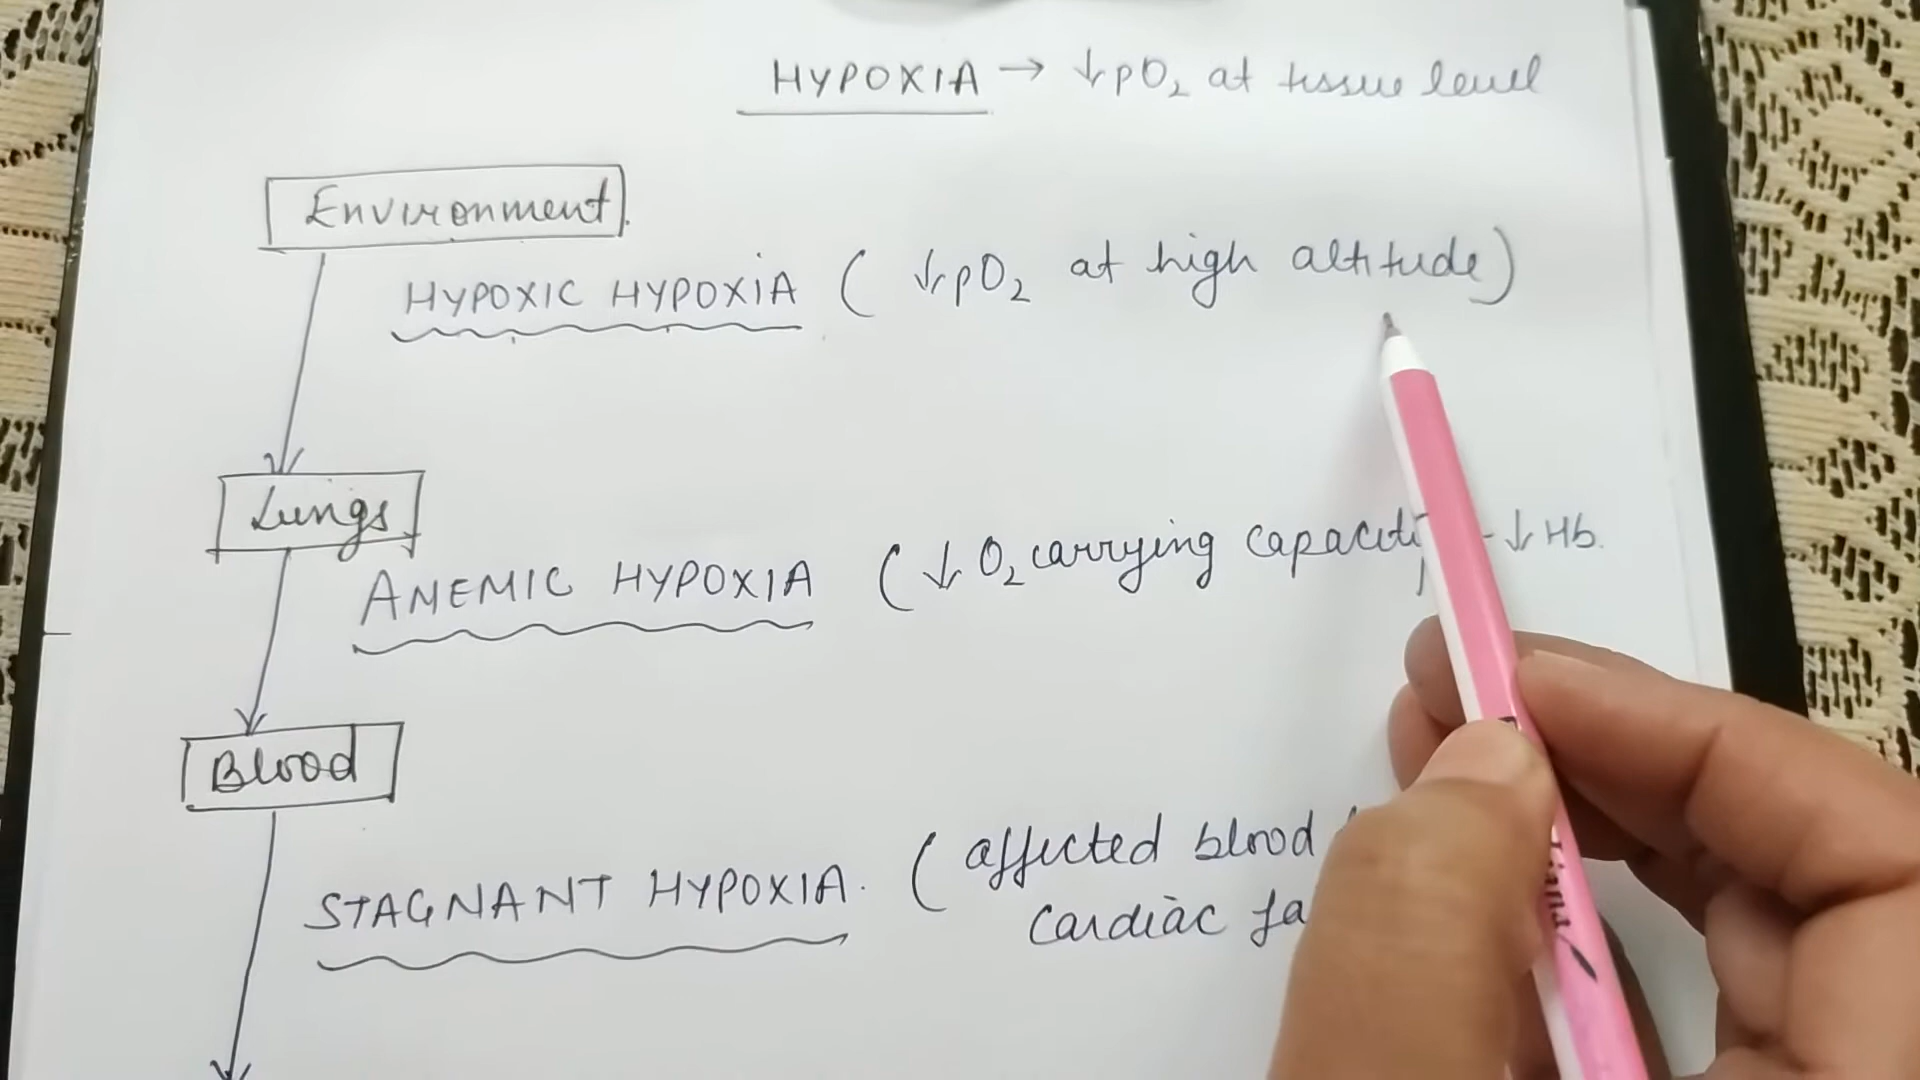 HYPOXIA → ↓pO₂ at tissue level
Environment
HYPOXIC HYPOXIA ( ↓pO₂ at high altitude)
Lungs
ANEMIC HYPOXIA (↓ O₂ carrying ↓ Hb.
Blood
STAGNANT HYPOXIA. ( affected blood
cardiac